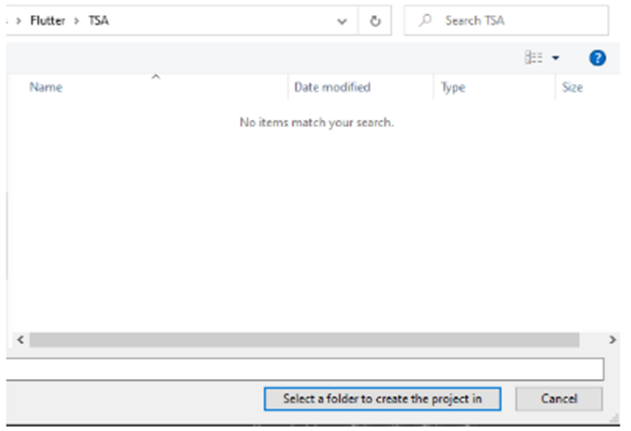 Flutter > TSA
Search TSA
Name Date modified Type Size
No items match your search.
Select a folder to create the project in Cancel